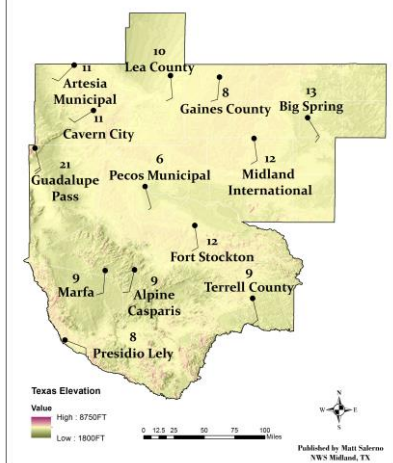 10
Lea County
11
Artesia
Municipal
8
Gaines County
13
Big Spring
11
Cavern City
21
Guadalupe
Pass
6
Pecos Municipal
12
Midland
International
12
Fort Stockton
9
Marfa
9
Alpine
Casparis
9
Terrell County
8
Presidio Lely
Texas Elevation
Value
High : 8750FT
Low : 1800FT
0 12.5 25 50 75 100
Miles
N
W E
S
Published by Matt Salerno
NWS Midland, TX